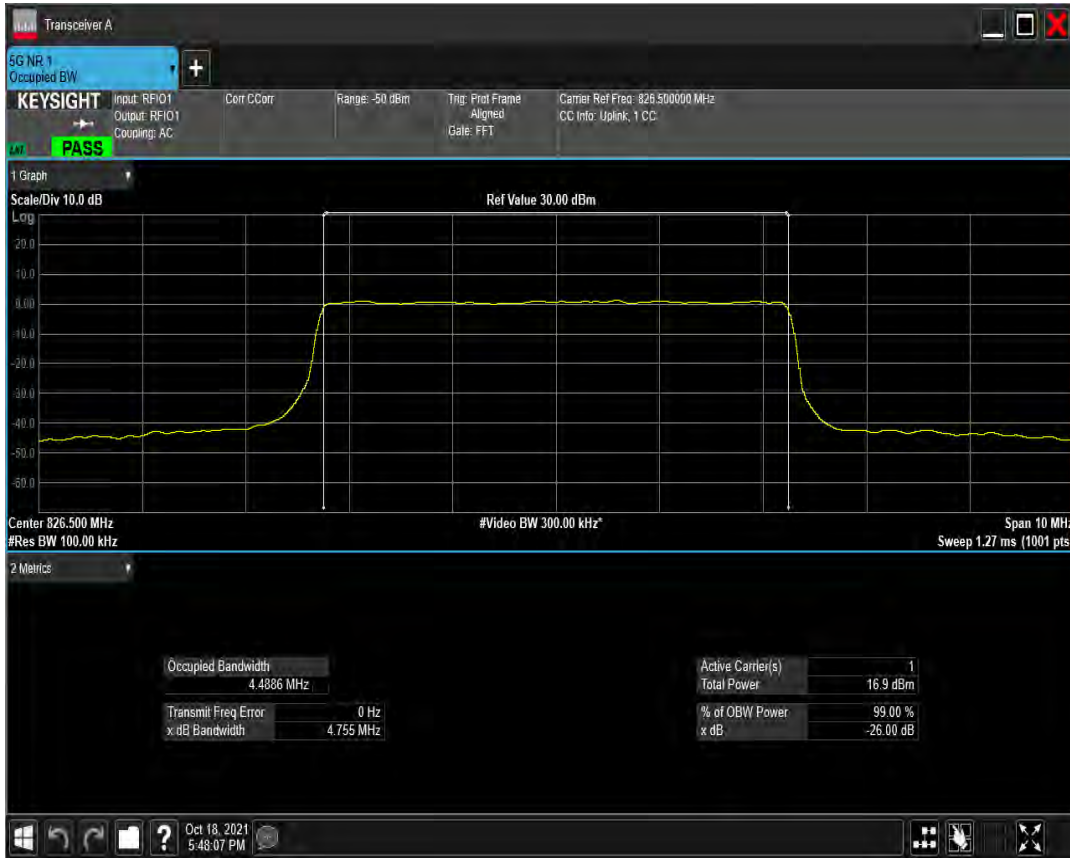 Transceiver A
5G NR 1
Occupied BW
+
KEYSIGHT
Input: RFIO1
Output: RFIO1
Coupling: AC
Corr CCorr
Range: -50 dBm
Trig: Prot Frame
Aligned
Gate: FFT
Carrier Ref Freq: 826.500000 MHz
CC Info: Uplink, 1 CC
PASS
1 Graph
Scale/Div 10.0 dB
Ref Value 30.00 dBm
Log
20.0
10.0
0.00
-10.0
-20.0
-30.0
-40.0
-50.0
-60.0
Center 826.500 MHz
#Video BW 300.00 kHz*
Span 10 MHz
#Res BW 100.00 kHz
Sweep 1.27 ms (1001 pts
2 Metrics
Occupied Bandwidth
4.4886 MHz
Transmit Freq Error 0 Hz
x dB Bandwidth 4.755 MHz
Active Carrier(s) 1
Total Power 16.9 dBm
% of OBW Power 99.00 %
x dB -26.00 dB
?
Oct 18, 2021
5:48:07 PM